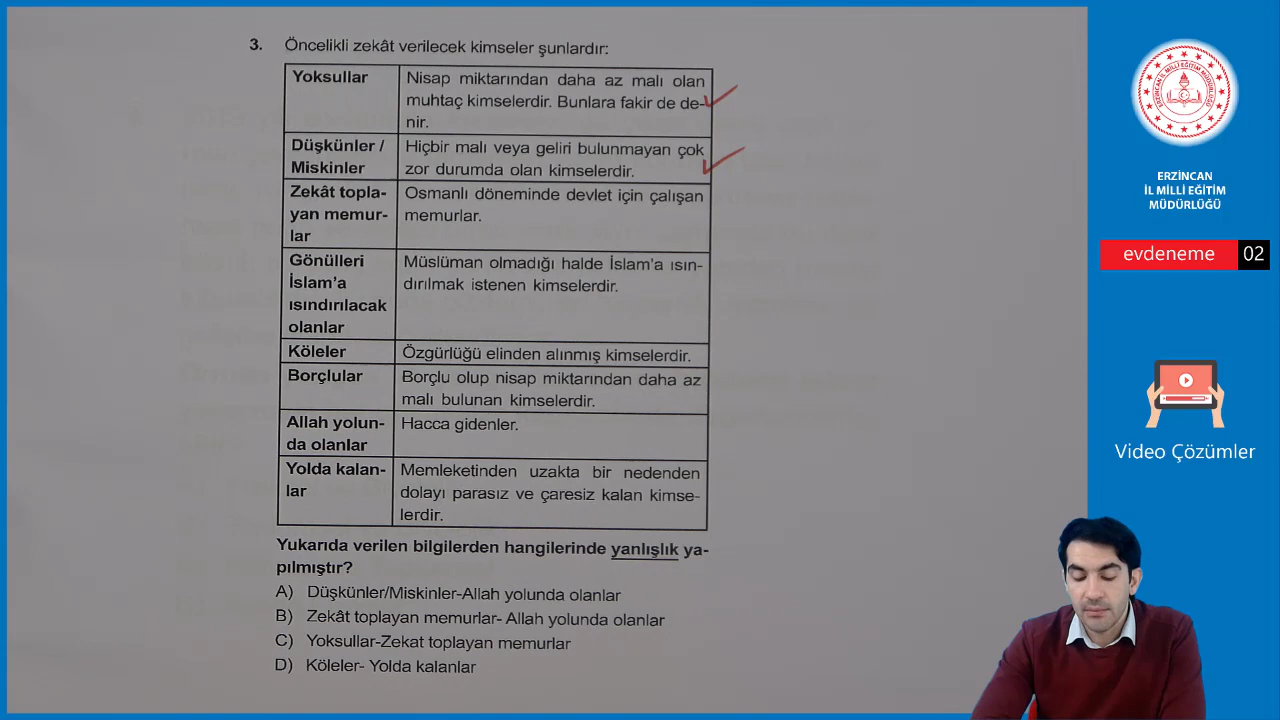 3. Öncelikli zekât verilecek kimseler şunlardır:
Yoksullar
Nisap miktarından daha az malı olan
muhtaç kimselerdir. Bunlara fakir de de-
nir.
Düşkünler /
Miskinler
Hiçbir malı veya geliri bulunmayan çok
zor durumda olan kimselerdir.
Zekât topla-
yan memur-
lar
Osmanlı döneminde devlet için çalışan
memurlar.
Gönülleri
İslam'a
ısındırılacak
olanlar
Müslüman olmadığı halde İslam'a ısın-
dırılmak istenen kimselerdir.
Köleler
Özgürlüğü elinden alınmış kimselerdir.
Borçlular
Borçlu olup nisap miktarından daha az
malı bulunan kimselerdir.
Allah yolun-
da olanlar
Hacca gidenler.
Yolda kalan-
lar
Memleketinden uzakta bir nedenden
dolayı parasız ve çaresiz kalan kimse-
lerdir.
Yukarıda verilen bilgilerden hangilerinde yanlışlık ya-
pılmıştır?
A) Düşkünler/Miskinler-Allah yolunda olanlar
B) Zekât toplayan memurlar- Allah yolunda olanlar
C) Yoksullar-Zekat toplayan memurlar
D) Köleler- Yolda kalanlar
ERZİNCAN
İL MİLLİ EĞİTİM
MÜDÜRLÜĞÜ
evdeneme 02
Video Çözümler